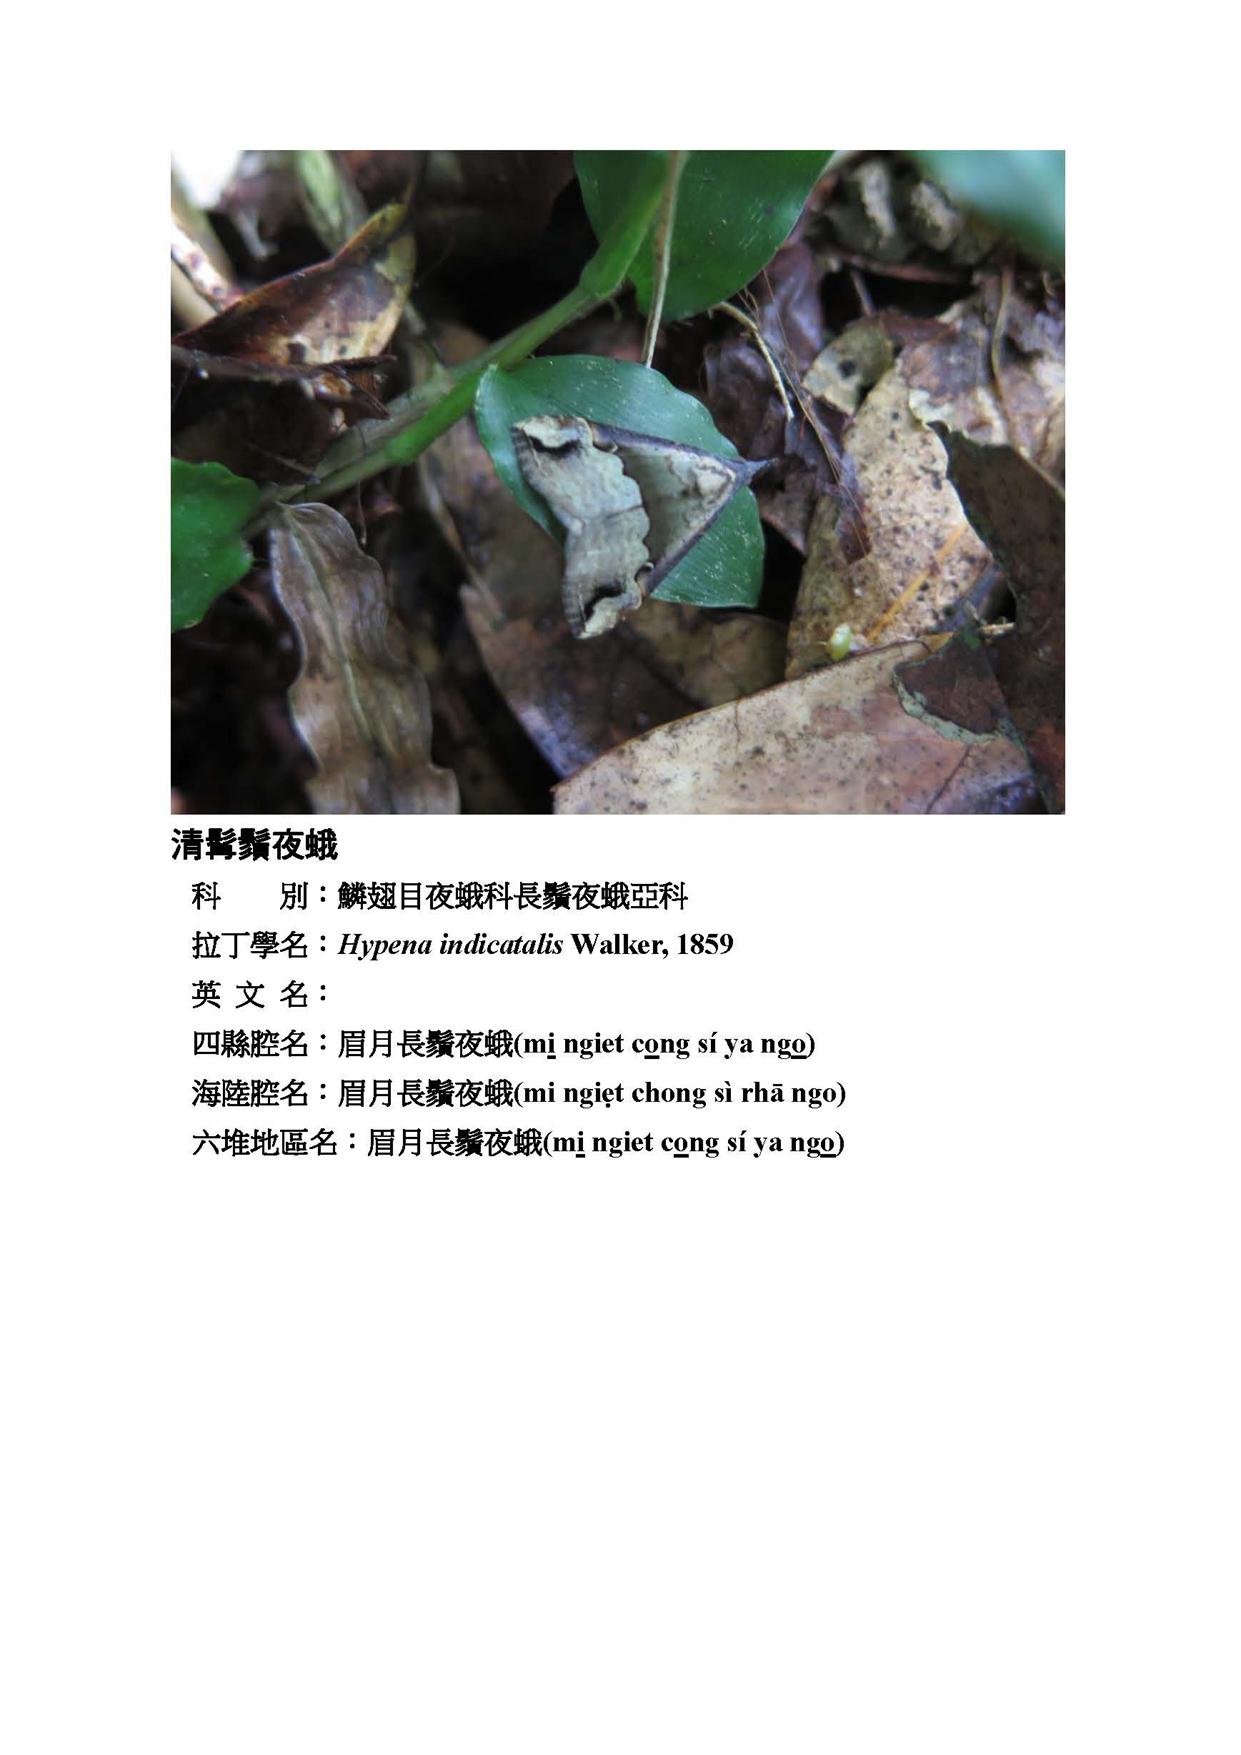 清髯鬚夜蛾
科　　別：鱗翅目夜蛾科長鬚夜蛾亞科
拉丁學名：Hypena indicatalis Walker, 1859
英 文 名：
四縣腔名：眉月長鬚夜蛾(mi̲ ngiet co̲ng sí ya ngo̲)
海陸腔名：眉月長鬚夜蛾(mi ngiẹt chong sì rhā ngo)
六堆地區名：眉月長鬚夜蛾(mi̲ ngiet co̲ng sí ya ngo̲)